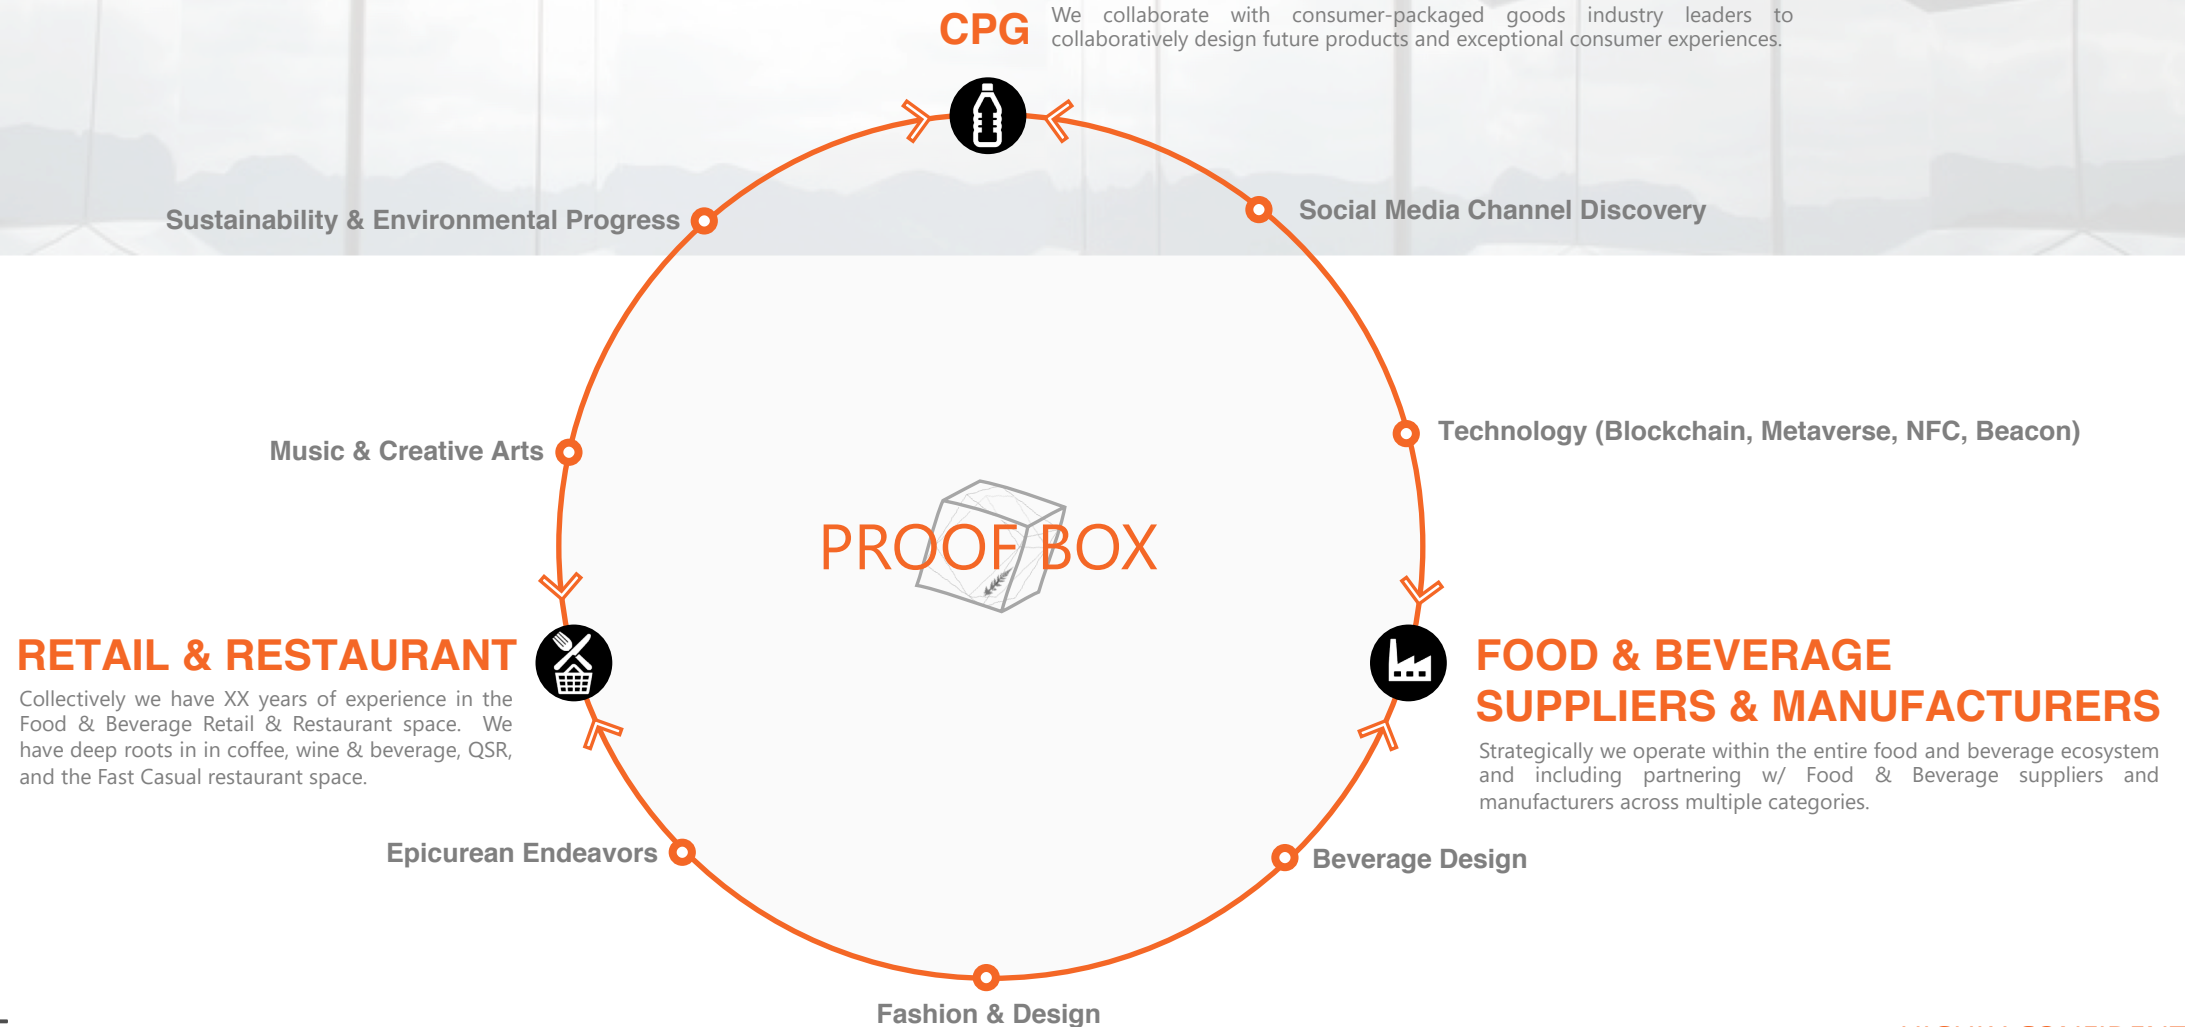 CPG
We collaborate with consumer-packaged goods industry leaders to
collaboratively design future products and exceptional consumer experiences.
Sustainability & Environmental Progress
Social Media Channel Discovery
Music & Creative Arts
Technology (Blockchain, Metaverse, NFC, Beacon)
PROOF BOX
RETAIL & RESTAURANT
Collectively we have XX years of experience in the
Food & Beverage Retail & Restaurant space. We
have deep roots in in coffee, wine & beverage, QSR,
and the Fast Casual restaurant space.
FOOD & BEVERAGE
SUPPLIERS & MANUFACTURERS
Strategically we operate within the entire food and beverage ecosystem
and including partnering w/ Food & Beverage suppliers and
manufacturers across multiple categories.
Epicurean Endeavors
Beverage Design
Fashion & Design